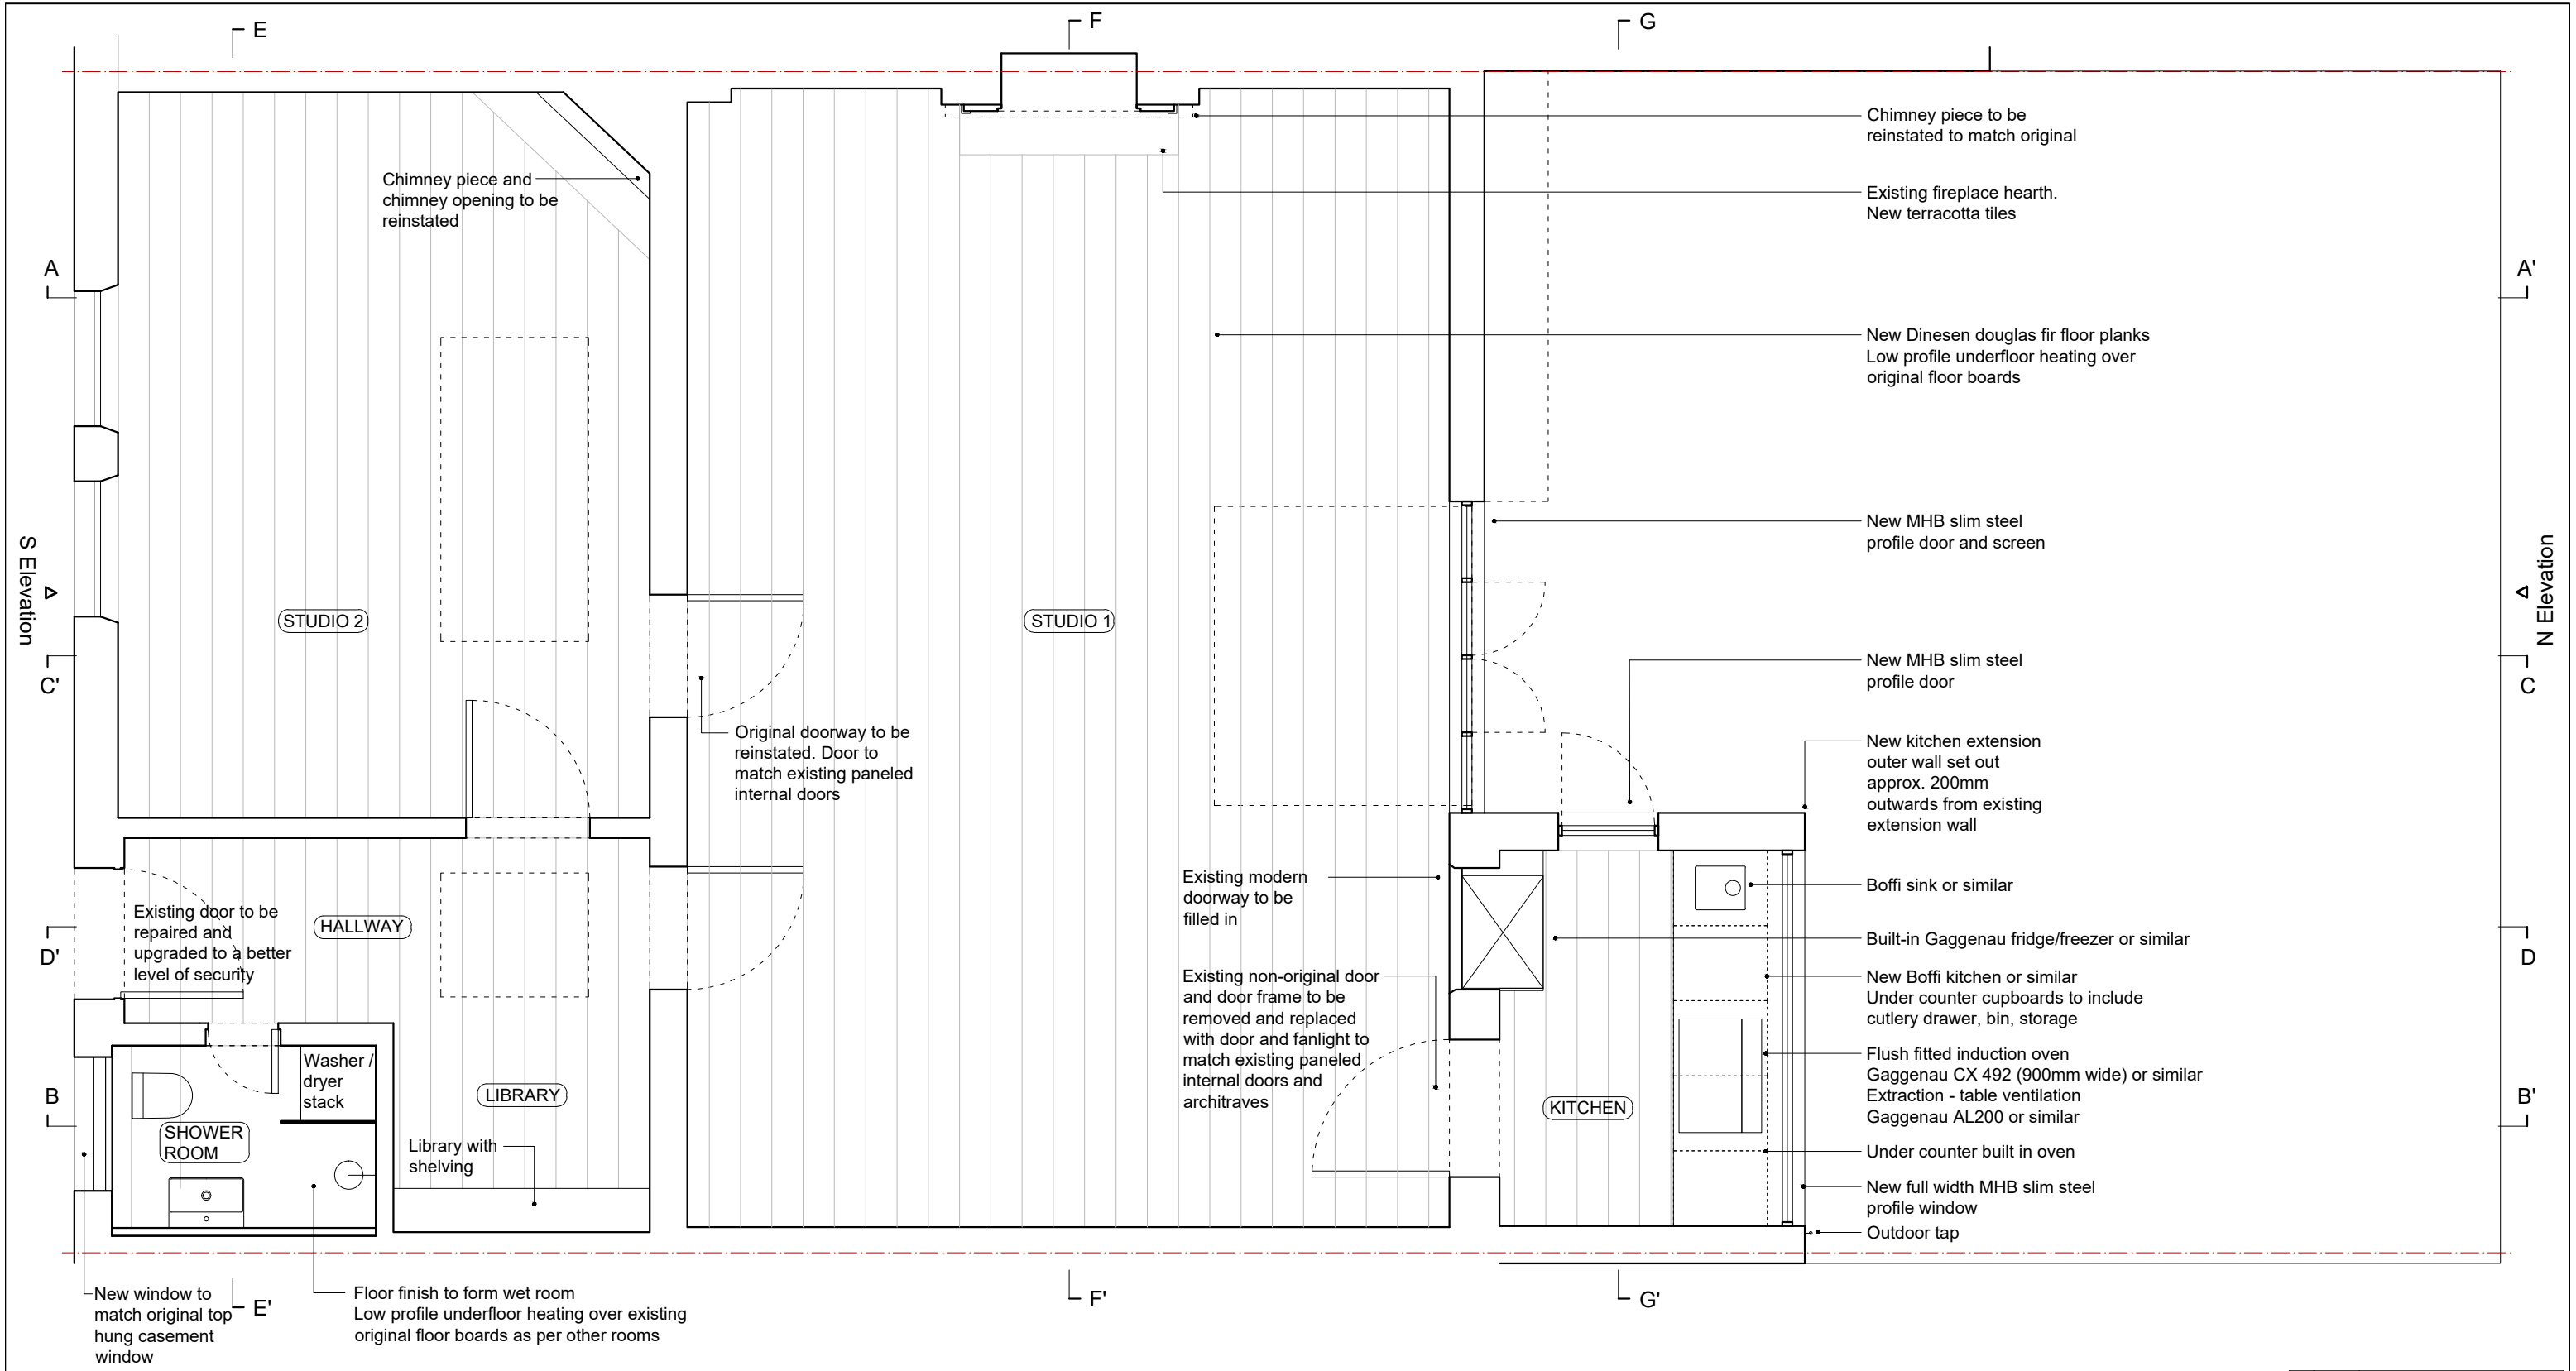 E
F
G
Chimney piece to be
reinstated to match original
Chimney piece and
chimney opening to be
reinstated
Existing fireplace hearth.
New terracotta tiles
A
A'
New Dinesen douglas fir floor planks
Low profile underfloor heating over
original floor boards
New MHB slim steel
profile door and screen
S Elevation
N Elevation
STUDIO 2
STUDIO 1
C'
C
New MHB slim steel
profile door
Original doorway to be
reinstated. Door to
match existing paneled
internal doors
New kitchen extension
outer wall set out
approx. 200mm
outwards from existing
extension wall
Existing modern
doorway to be
filled in
Boffi sink or similar
Existing door to be
repaired and
upgraded to a better
level of security
HALLWAY
D'
D
Built-in Gaggenau fridge/freezer or similar
Existing non-original door
and door frame to be
removed and replaced
with door and fanlight to
match existing paneled
internal doors and
architraves
New Boffi kitchen or similar
Under counter cupboards to include
cutlery drawer, bin, storage
Washer /
dryer
stack
Flush fitted induction oven
Gaggenau CX 492 (900mm wide) or similar
Extraction - table ventilation
Gaggenau AL200 or similar
B
B'
LIBRARY
KITCHEN
SHOWER
ROOM
Library with
shelving
Under counter built in oven
New full width MHB slim steel
profile window
Outdoor tap
New window to
match original top
hung casement
window
E'
Floor finish to form wet room
Low profile underfloor heating over existing
original floor boards as per other rooms
F'
G'